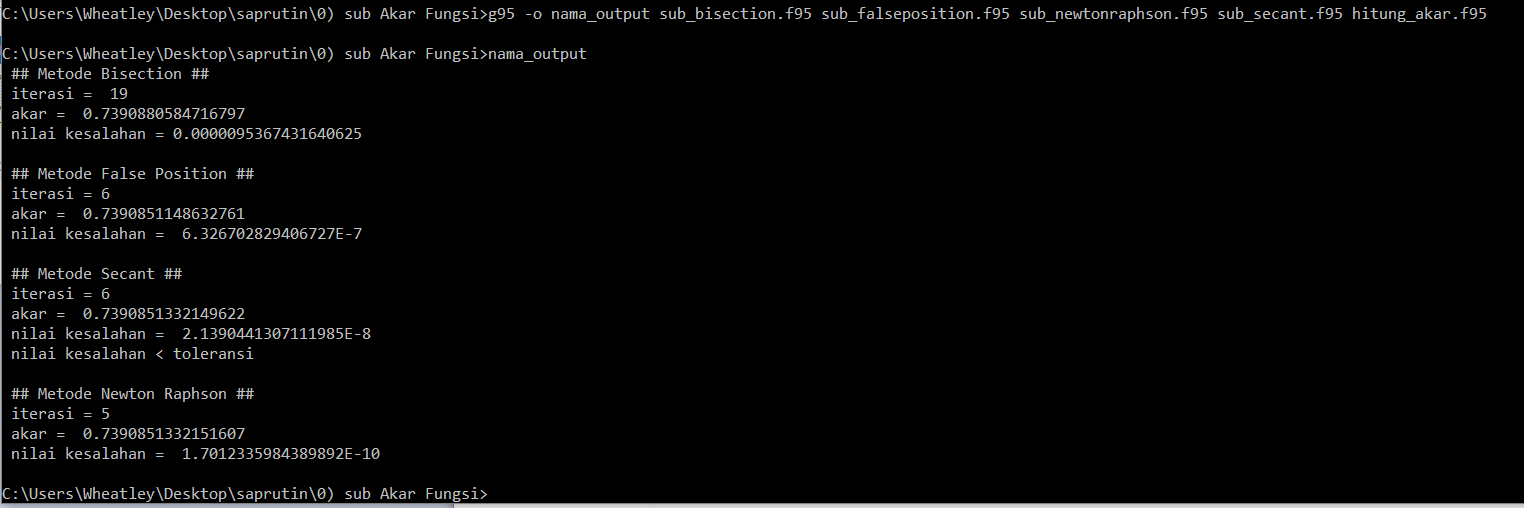 C:\Users\Wheatley\Desktop\saprutin\0) sub Akar Fungsi>g95 -o nama_output sub_bisection.f95 sub_falseposition.f95 sub_newtonraphson.f95 sub_secant.f95 hitung_akar.f95
C:\Users\Wheatley\Desktop\saprutin\0) sub Akar Fungsi>nama_output
## Metode Bisection ##
iterasi =  19
akar =  0.7390880584716797
nilai kesalahan = 0.0000095367431640625
## Metode False Position ##
iterasi = 6
akar =  0.7390851148632761
nilai kesalahan =  6.326702829406727E-7
## Metode Secant ##
iterasi = 6
akar =  0.7390851332149622
nilai kesalahan =  2.1390441307111985E-8
nilai kesalahan < toleransi
## Metode Newton Raphson ##
iterasi = 5
akar =  0.7390851332151607
nilai kesalahan =  1.7012335984389892E-10
C:\Users\Wheatley\Desktop\saprutin\0) sub Akar Fungsi>